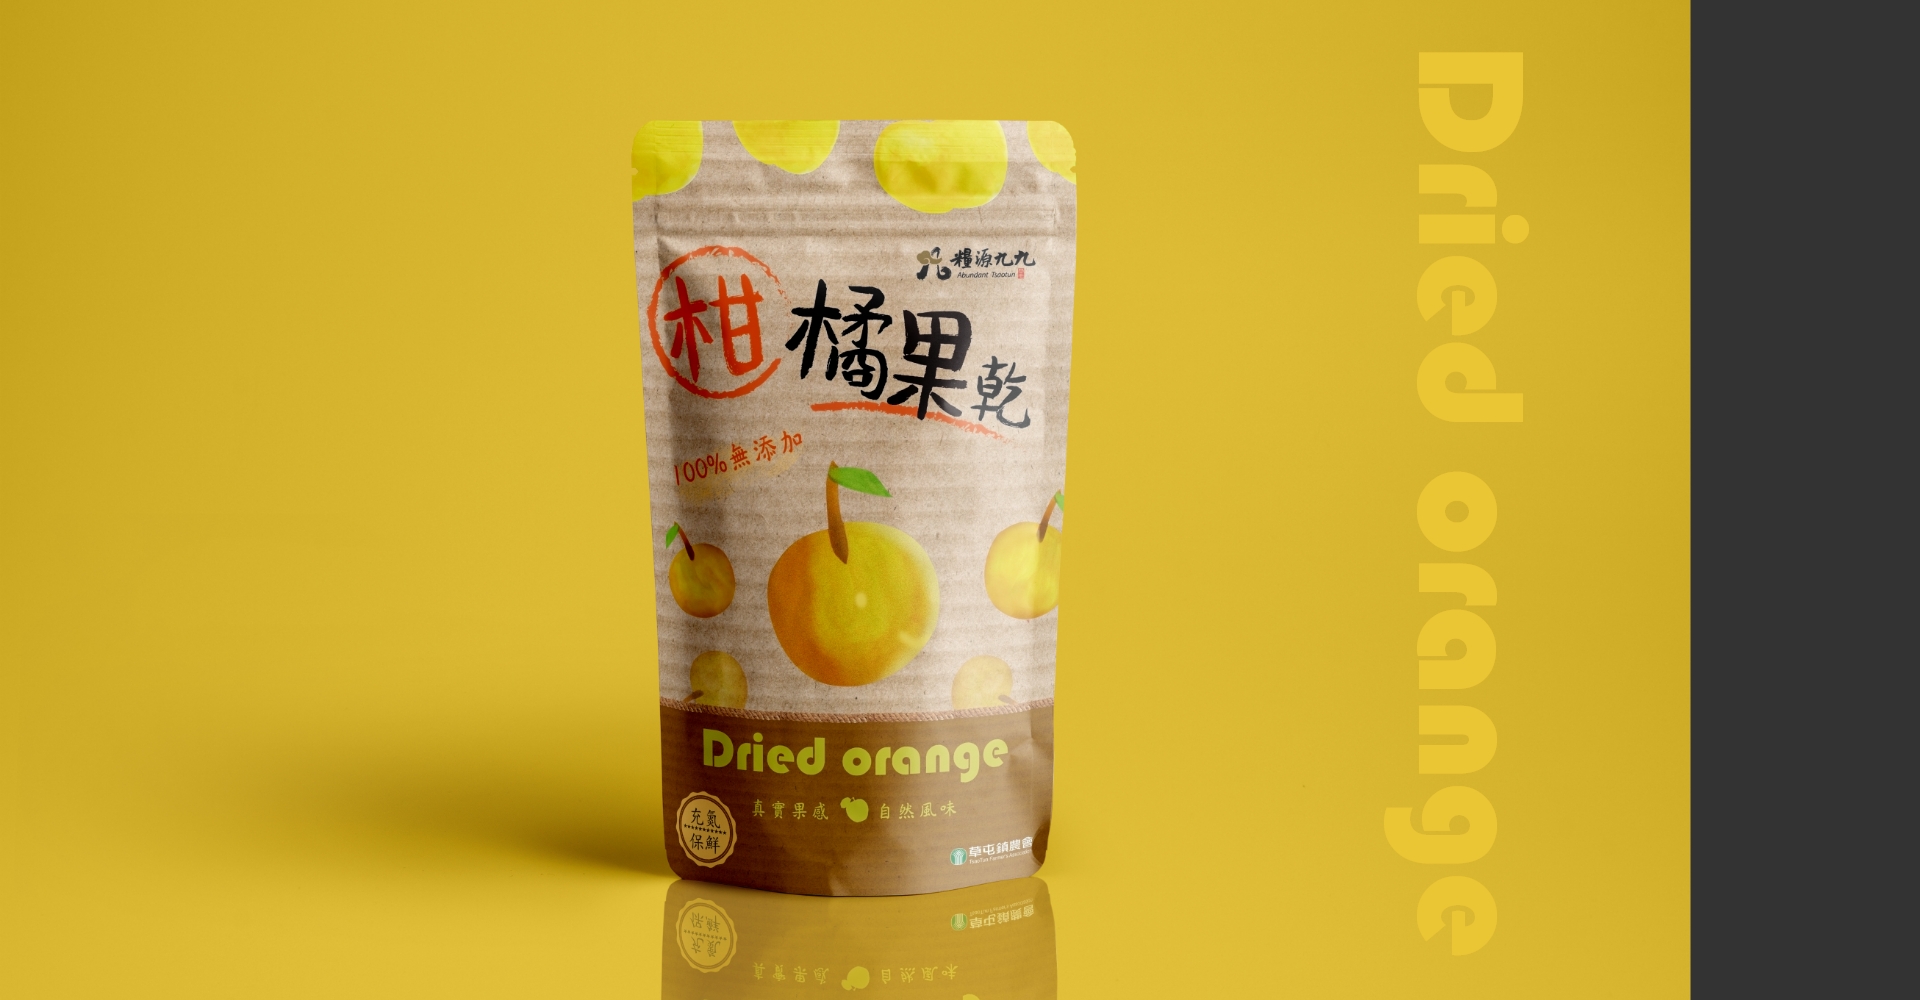 糧源九九
Abundant Tsaotun
柑橘果乾
100%無添加
Dried orange
真實果感 自然風味
充氮
保鮮
草屯鎮農會
Dried orange